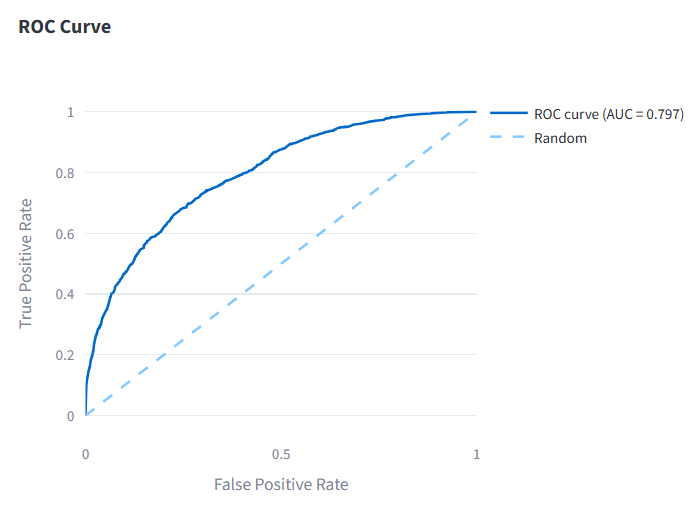 ROC Curve
1
0.8
0.6
0.4
0.2
0
True Positive Rate
0
0.5
1
False Positive Rate
ROC curve (AUC = 0.797)
Random